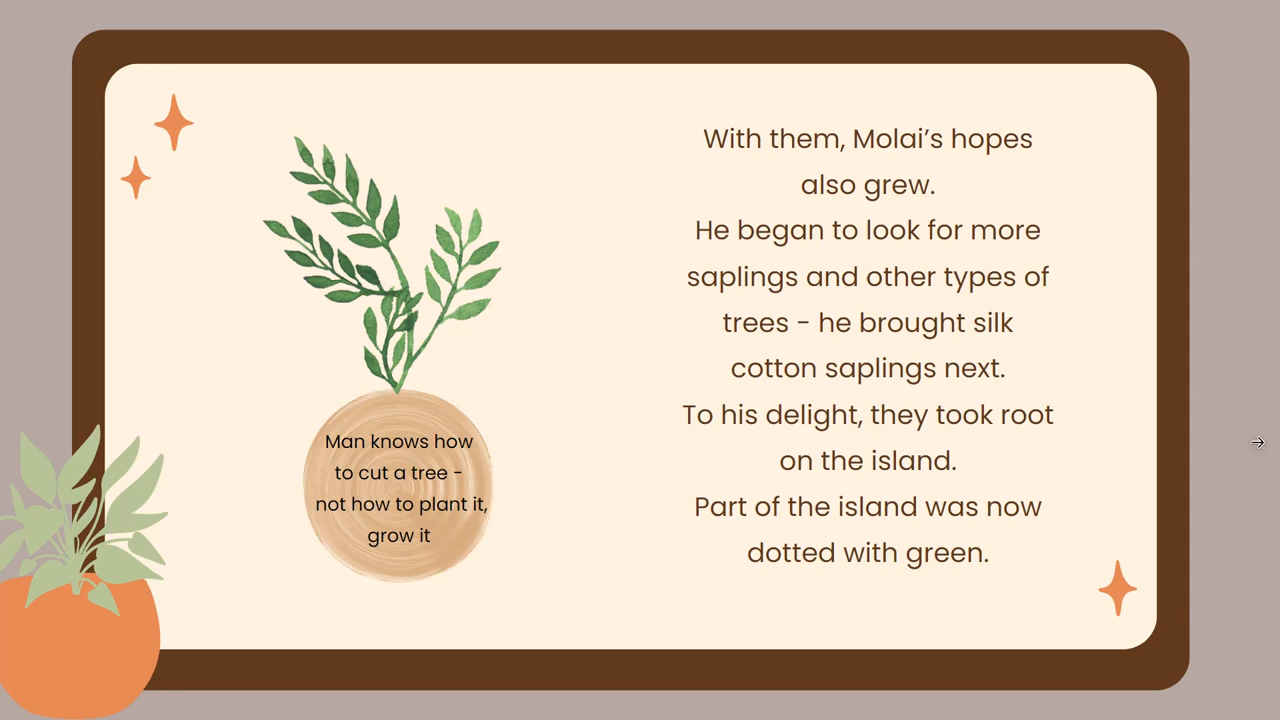 Man knows how
to cut a tree -
not how to plant it,
grow it
With them, Molai’s hopes
also grew.
He began to look for more
saplings and other types of
trees - he brought silk
cotton saplings next.
To his delight, they took root
on the island.
Part of the island was now
dotted with green.